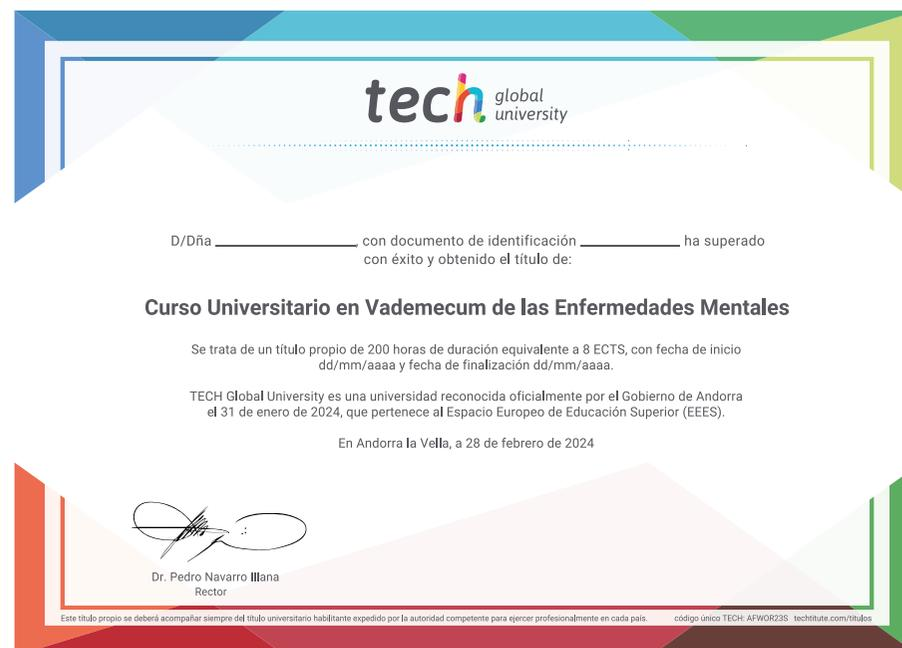 tech global
university
D/Dña ____________________, con documento de identificación ______________ ha superado
con éxito y obtenido el título de:
Curso Universitario en Vademecum de las Enfermedades Mentales
Se trata de un título propio de 200 horas de duración equivalente a 8 ECTS, con fecha de inicio
dd/mm/aaaa y fecha de finalización dd/mm/aaaa.
TECH Global University es una universidad reconocida oficialmente por el Gobierno de Andorra
el 31 de enero de 2024, que pertenece al Espacio Europeo de Educación Superior (EEES).
En Andorra la Vella, a 28 de febrero de 2024
Dr. Pedro Navarro Illana
Rector
Este título propio se deberá acompañar siempre del título universitario habilitante expedido por la autoridad competente para ejercer profesionalmente en cada país. código único TECH: AFWOR23S techtitute.com/titulos